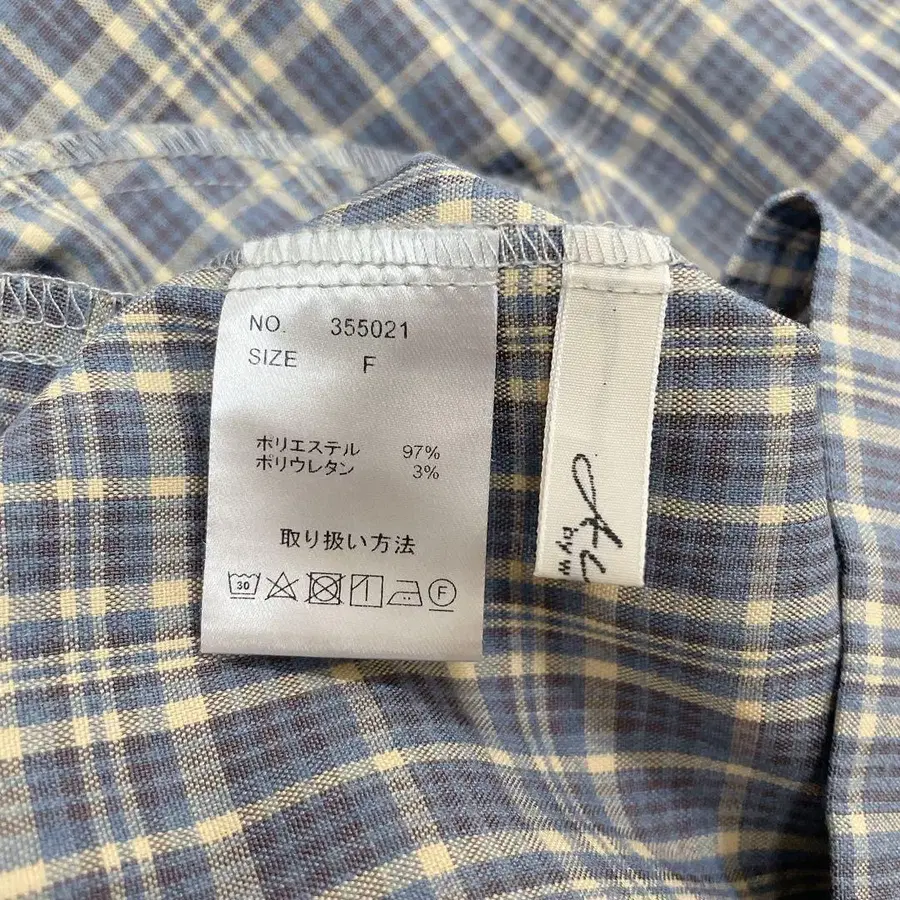 NO. 355021
SIZE F
ポリエステル 97%
ポリウレタン 3%
取り扱い方法
30
F
by w